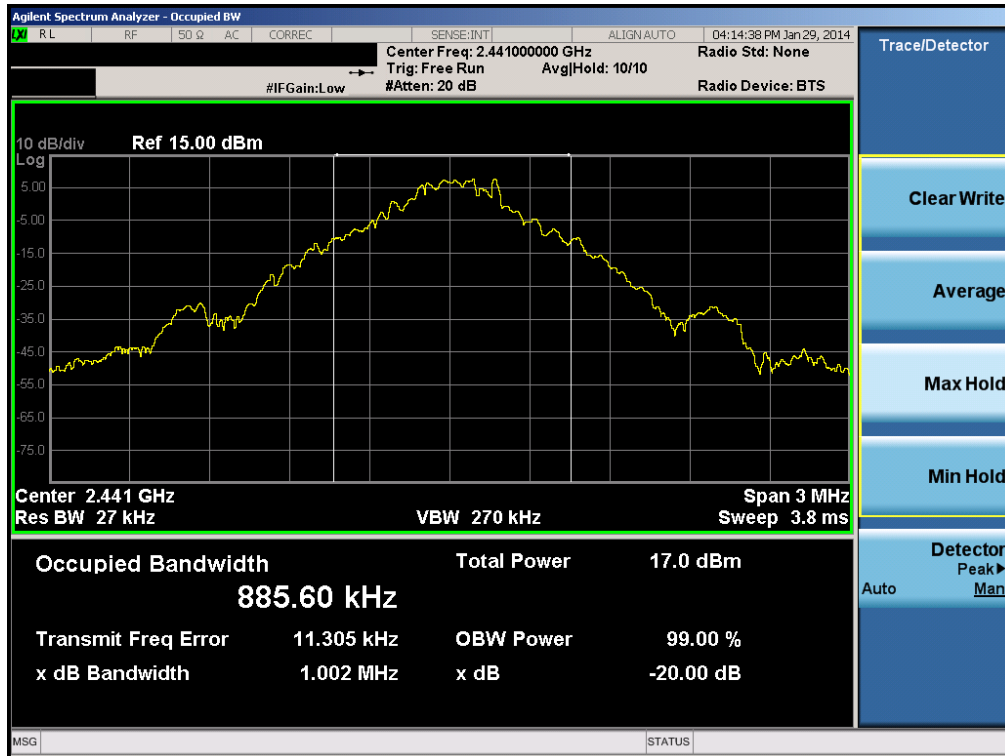 Agilent Spectrum Analyzer - Occupied BW
LXI RL RF 50 Ω AC CORREC SENSE:INT ALIGN AUTO 04:14:38 PM Jan 29, 2014
Center Freq: 2.441000000 GHz Radio Std: None
Trig: Free Run Avg|Hold: 10/10
#IFGain:Low #Atten: 20 dB Radio Device: BTS
10 dB/div Ref 15.00 dBm
Log
5.00
-5.00
-15.0
-25.0
-35.0
-45.0
-55.0
-65.0
-75.0
Center 2.441 GHz Span 3 MHz
Res BW 27 kHz VBW 270 kHz Sweep 3.8 ms
Occupied Bandwidth Total Power 17.0 dBm
885.60 kHz
Transmit Freq Error 11.305 kHz OBW Power 99.00 %
x dB Bandwidth 1.002 MHz x dB -20.00 dB
MSG STATUS
Trace/Detector
Clear Write
Average
Max Hold
Min Hold
Detector
Peak▶
Auto Man